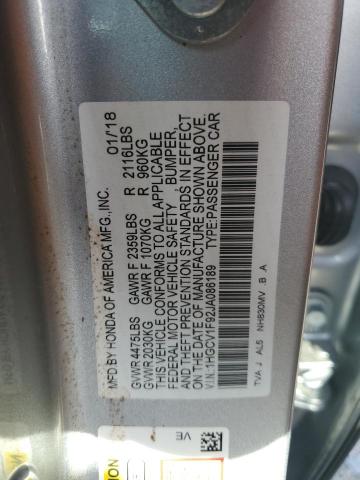 MFD.BY HONDA OF AMERICA MFG.,INC. 01/'18
GVWR 4475LBS GAWR F 2359LBS R 2116LBS
GVWR 2030KG GAWR F 1070KG R 960KG
THIS VEHICLE CONFORMS TO ALL APPLICABLE
FEDERAL MOTOR VEHICLE SAFETY , BUMPER,
AND THEFT PREVENTION STANDARDS IN EFFECT
ON THE DATE OF MANUFACTURE SHOWN ABOVE.
V.I.N.:1HGCV1F92JA086189 TYPE:PASSENGER CAR
TVA J AL5 NH830MV B A
VE